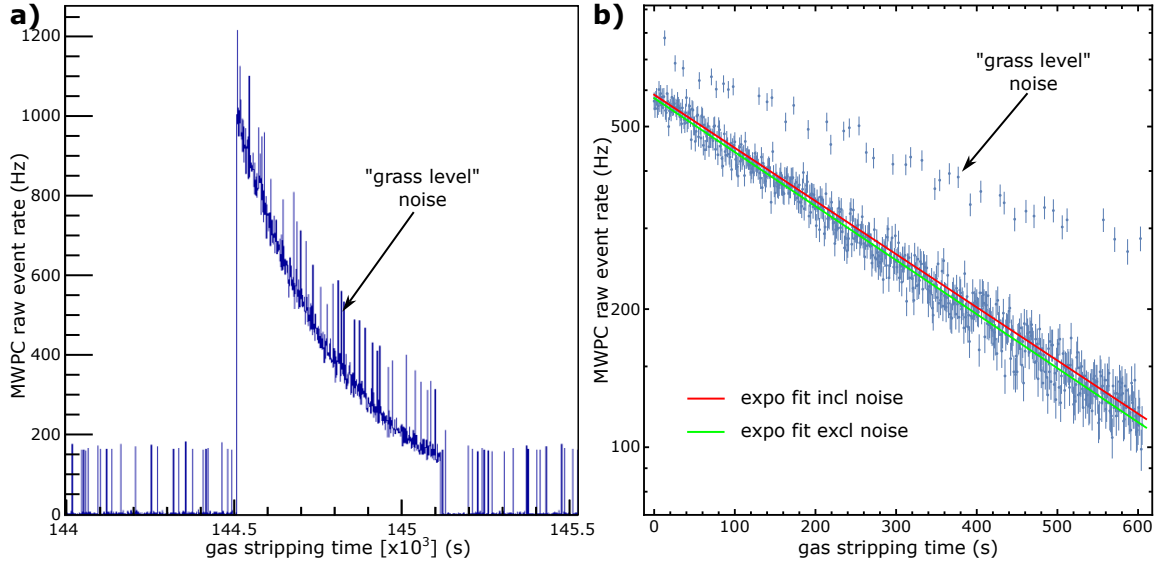 a)
MWPC raw event rate (Hz)
1200
1000
800
600
400
200
0
"grass level"
noise
144
144.5
145
145.5
gas stripping time [x10³] (s)
b)
MWPC raw event rate (Hz)
500
200
100
"grass level"
noise
expo fit incl noise
expo fit excl noise
0
100
200
300
400
500
600
gas stripping time (s)